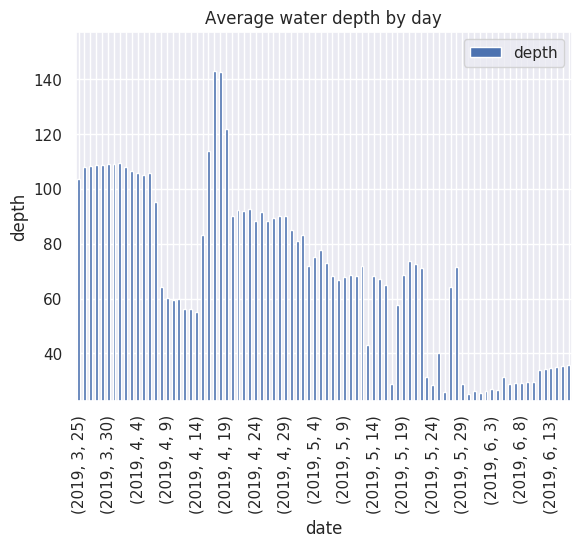 Average water depth by day
depth
140
120
100
80
60
40
depth
(2019, 3, 25)
(2019, 3, 30)
(2019, 4, 4)
(2019, 4, 9)
(2019, 4, 14)
(2019, 4, 19)
(2019, 4, 24)
(2019, 4, 29)
(2019, 5, 4)
(2019, 5, 9)
(2019, 5, 14)
(2019, 5, 19)
(2019, 5, 24)
(2019, 5, 29)
(2019, 6, 3)
(2019, 6, 8)
(2019, 6, 13)
date